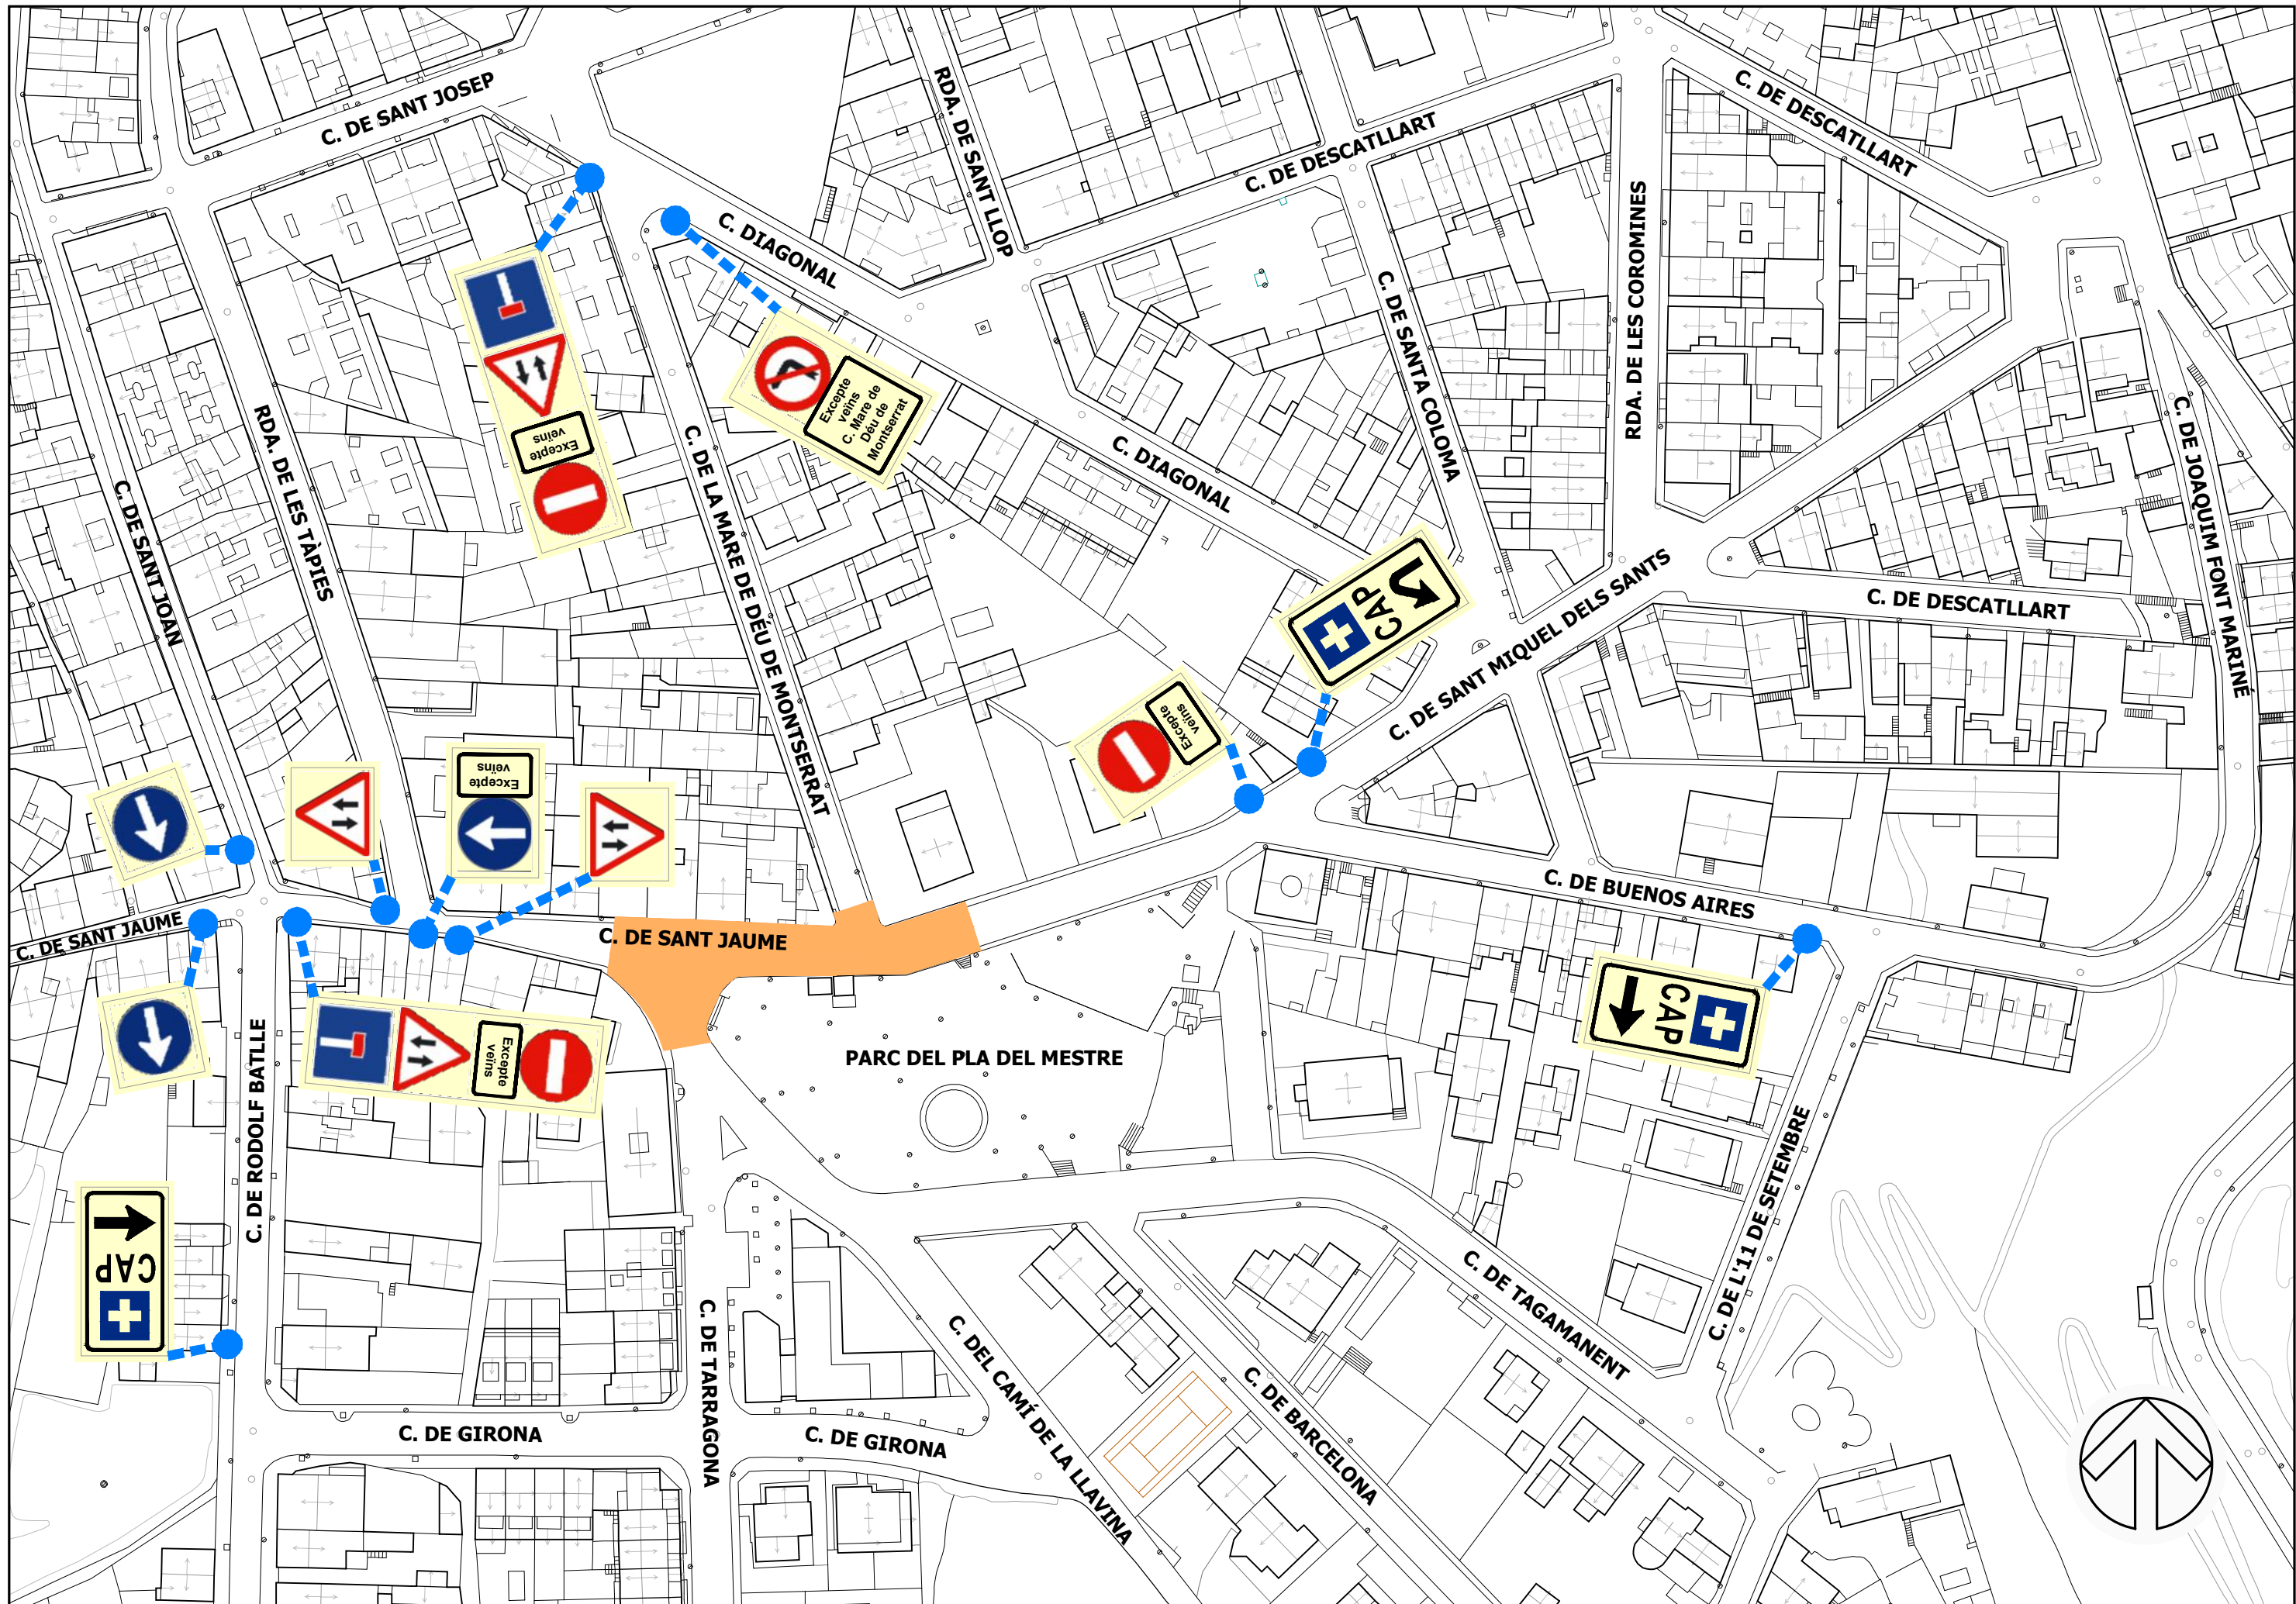 C. DE SANT JOSEP
RDA. DE SANT LLOP
C. DE DESCATLLART
C. DE DESCATLLART
C. DIAGONAL
RDA. DE LES COROMINES
C. DE SANTA COLOMA
Excepte
veïns
Excepte
veïns
C. Mare de
Déu de
Montserrat
C. DE SANT JOAN
RDA. DE LES TÀPIES
C. DE LA MARE DE DÉU DE MONTSERRAT
C. DIAGONAL
CAP
C. DE SANT MIQUEL DELS SANTS
C. DE DESCATLLART
C. DE JOAQUIM FONT MARINÉ
Excepte
veïns
Excepte
veïns
C. DE SANT JAUME
C. DE SANT JAUME
C. DE BUENOS AIRES
CAP
Excepte
veïns
PARC DEL PLA DEL MESTRE
C. DE RODOLF BATLLE
CAP
C. DE L'11 DE SETEMBRE
C. DE TAGAMANENT
C. DE GIRONA
C. DE TARRAGONA
C. DE GIRONA
C. DEL CAMÍ DE LA LLAVINA
C. DE BARCELONA